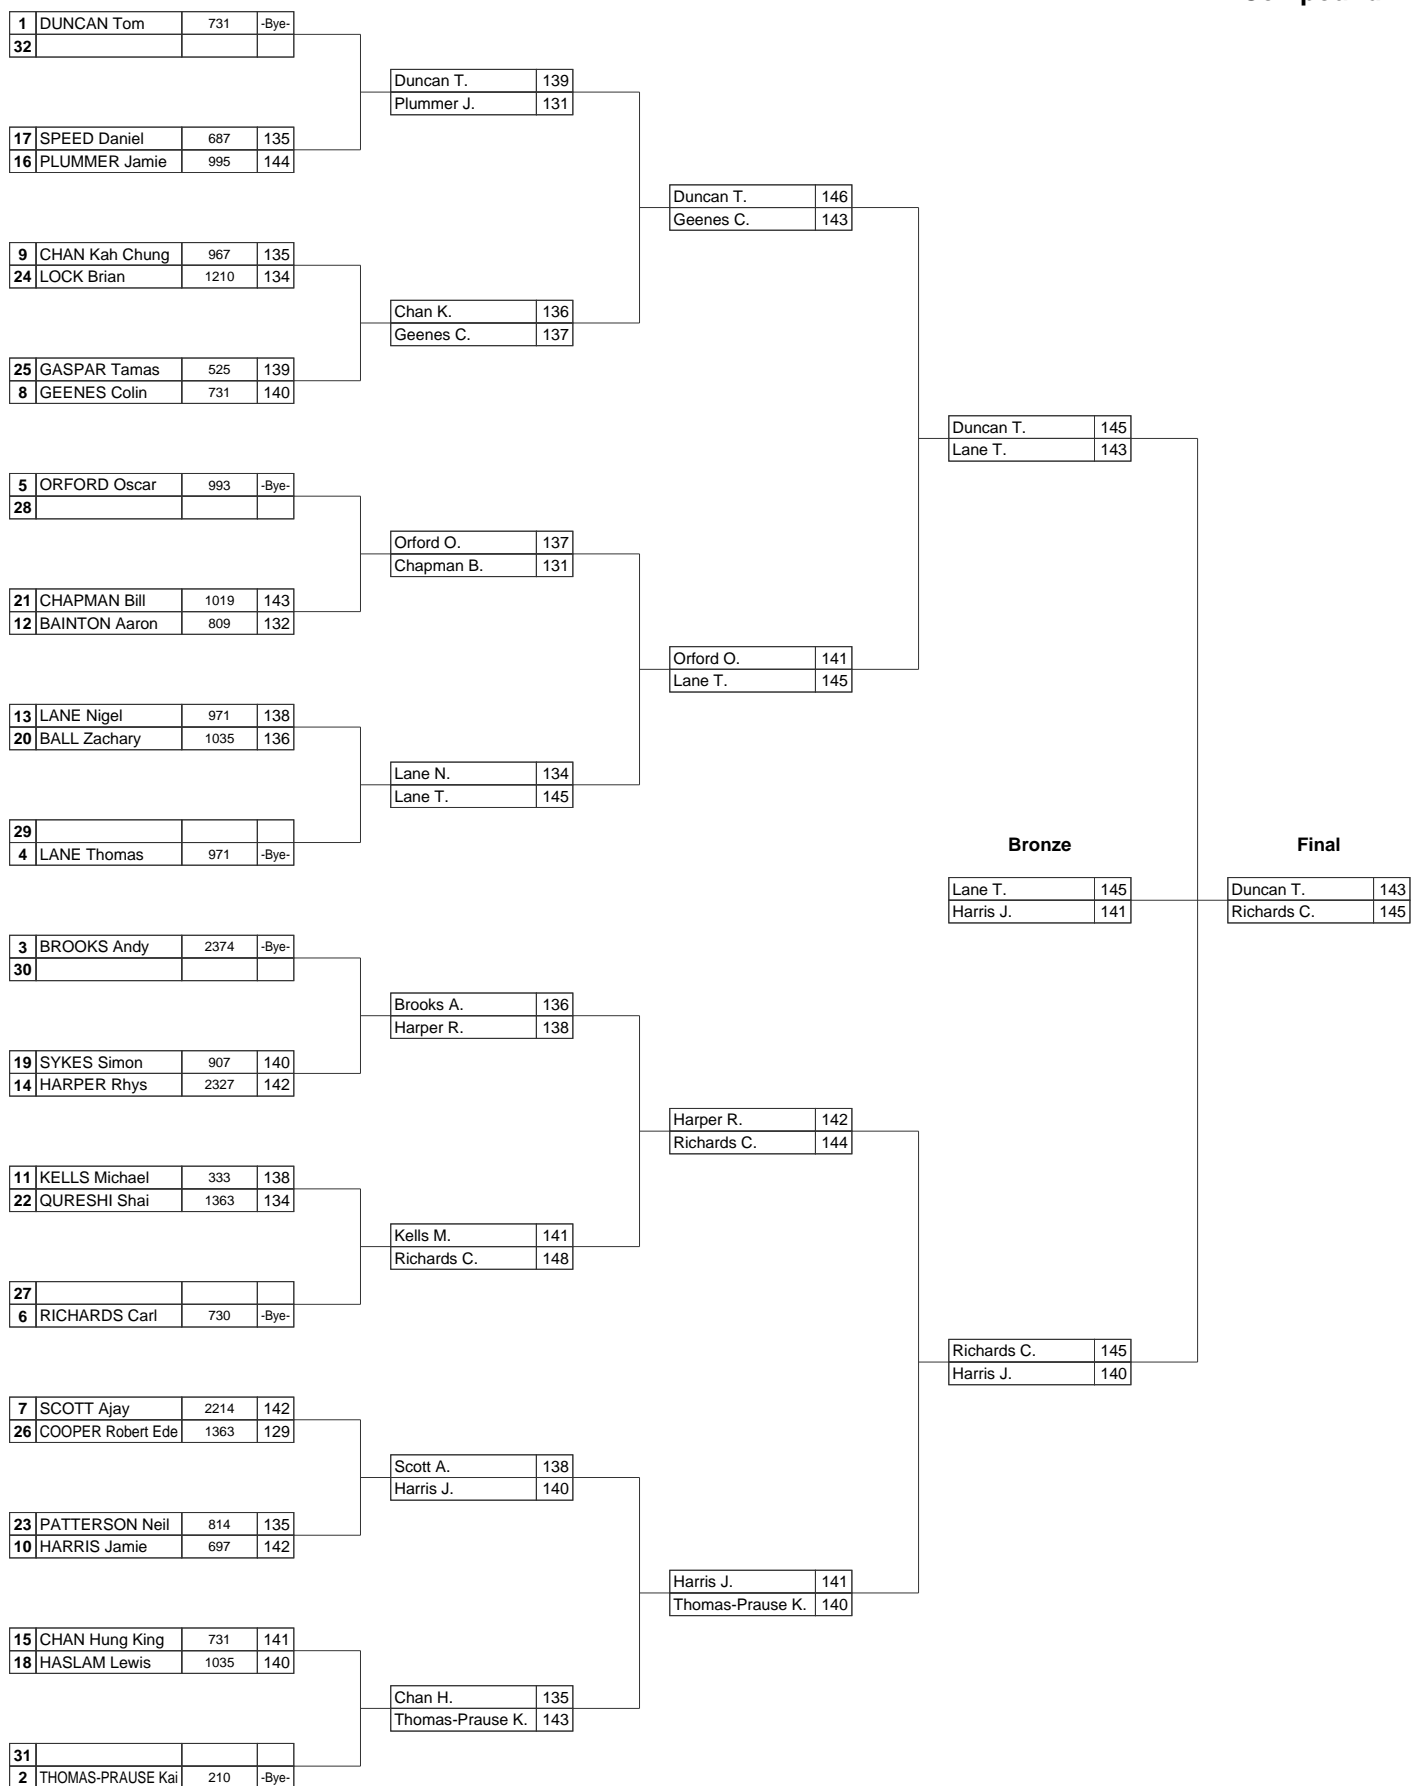 1 DUNCAN Tom 731 -Bye-
32
Duncan T. 139
Plummer J. 131
17 SPEED Daniel 687 135
16 PLUMMER Jamie 995 144
Duncan T. 146
Geenes C. 143
9 CHAN Kah Chung 967 135
24 LOCK Brian 1210 134
Chan K. 136
Geenes C. 137
25 GASPAR Tamas 525 139
8 GEENES Colin 731 140
Duncan T. 145
Lane T. 143
5 ORFORD Oscar 993 -Bye-
28
Orford O. 137
Chapman B. 131
21 CHAPMAN Bill 1019 143
12 BAINTON Aaron 809 132
Orford O. 141
Lane T. 145
13 LANE Nigel 971 138
20 BALL Zachary 1035 136
Lane N. 134
Lane T. 145
29
4 LANE Thomas 971 -Bye-
Bronze Final
Lane T. 145 Duncan T. 143
Harris J. 141 Richards C. 145
3 BROOKS Andy 2374 -Bye-
30
Brooks A. 136
Harper R. 138
19 SYKES Simon 907 140
14 HARPER Rhys 2327 142
Harper R. 142
Richards C. 144
11 KELLS Michael 333 138
22 QURESHI Shai 1363 134
Kells M. 141
Richards C. 148
27
6 RICHARDS Carl 730 -Bye-
Richards C. 145
Harris J. 140
7 SCOTT Ajay 2214 142
26 COOPER Robert Ede 1363 129
Scott A. 138
Harris J. 140
23 PATTERSON Neil 814 135
10 HARRIS Jamie 697 142
Harris J. 141
Thomas-Prause K. 140
15 CHAN Hung King 731 141
18 HASLAM Lewis 1035 140
Chan H. 135
Thomas-Prause K. 143
31
2 THOMAS-PRAUSE Kai 210 -Bye-